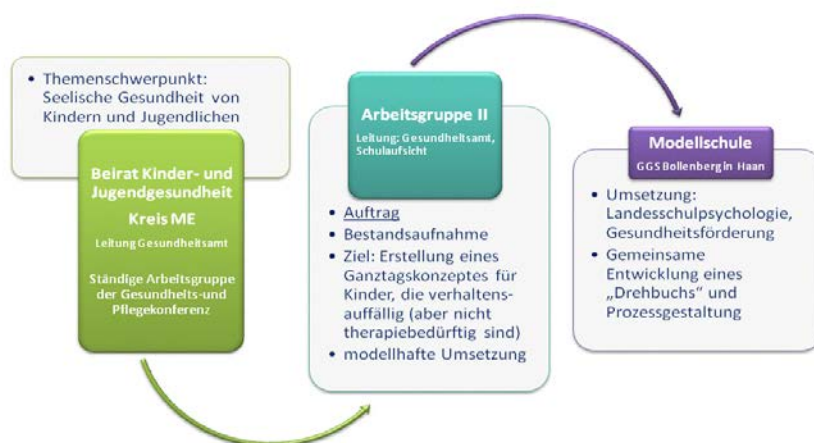 • Themenschwerpunkt:
Seelische Gesundheit von
Kindern und Jugendlichen
Beirat Kinder- und
Jugendgesundheit
Kreis ME
Leitung Gesundheitsamt
Ständige Arbeitsgruppe
der Gesundheits-und
Pflegekonferenz
Arbeitsgruppe II
Leitung: Gesundheitsamt,
Schulaufsicht
• Auftrag
• Bestandsaufnahme
• Ziel: Erstellung eines
Ganztagskonzeptes für
Kinder, die verhaltens-
auffällig (aber nicht
therapiebedürftig sind)
• modellhafte Umsetzung
Modellschule
GGS Bollenberg in Haan
• Umsetzung:
Landesschulpsychologie,
Gesundheitsförderung
• Gemeinsame
Entwicklung eines
„Drehbuchs“ und
Prozessgestaltung